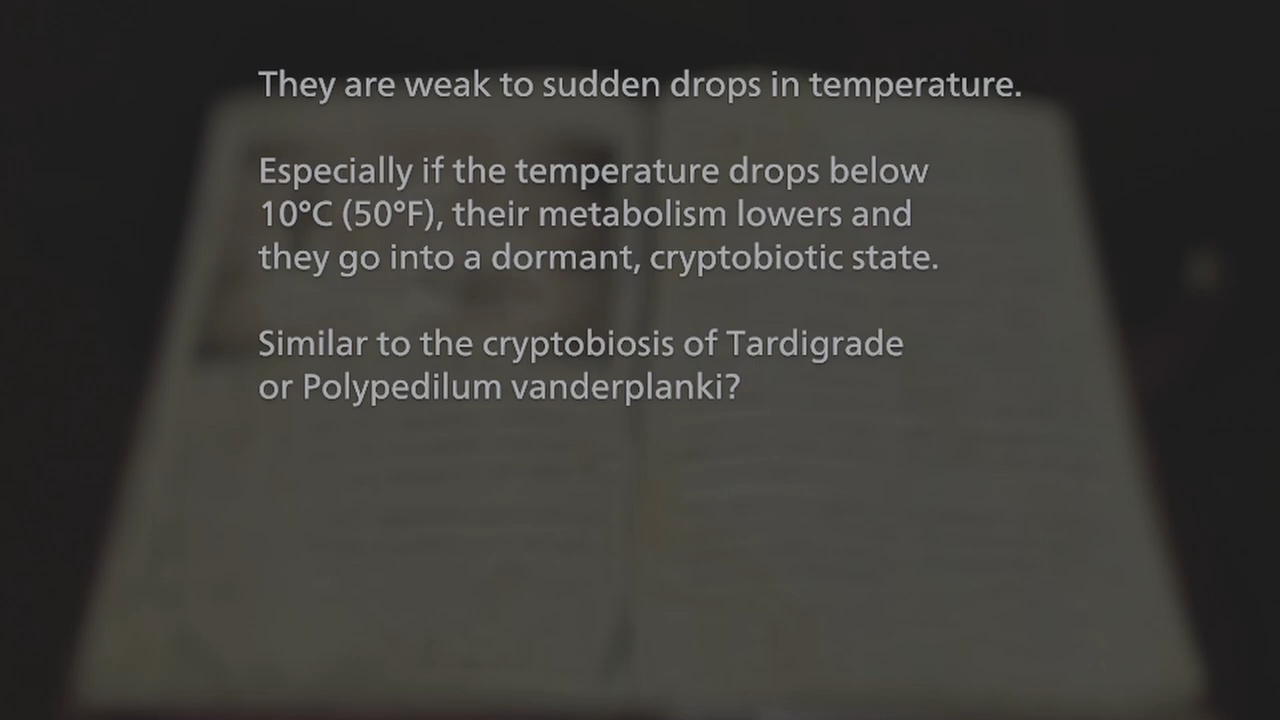 They are weak to sudden drops in temperature.
Especially if the temperature drops below
10°C (50°F), their metabolism lowers and
they go into a dormant, cryptobiotic state.
Similar to the cryptobiosis of Tardigrade
or Polypedilum vanderplanki?